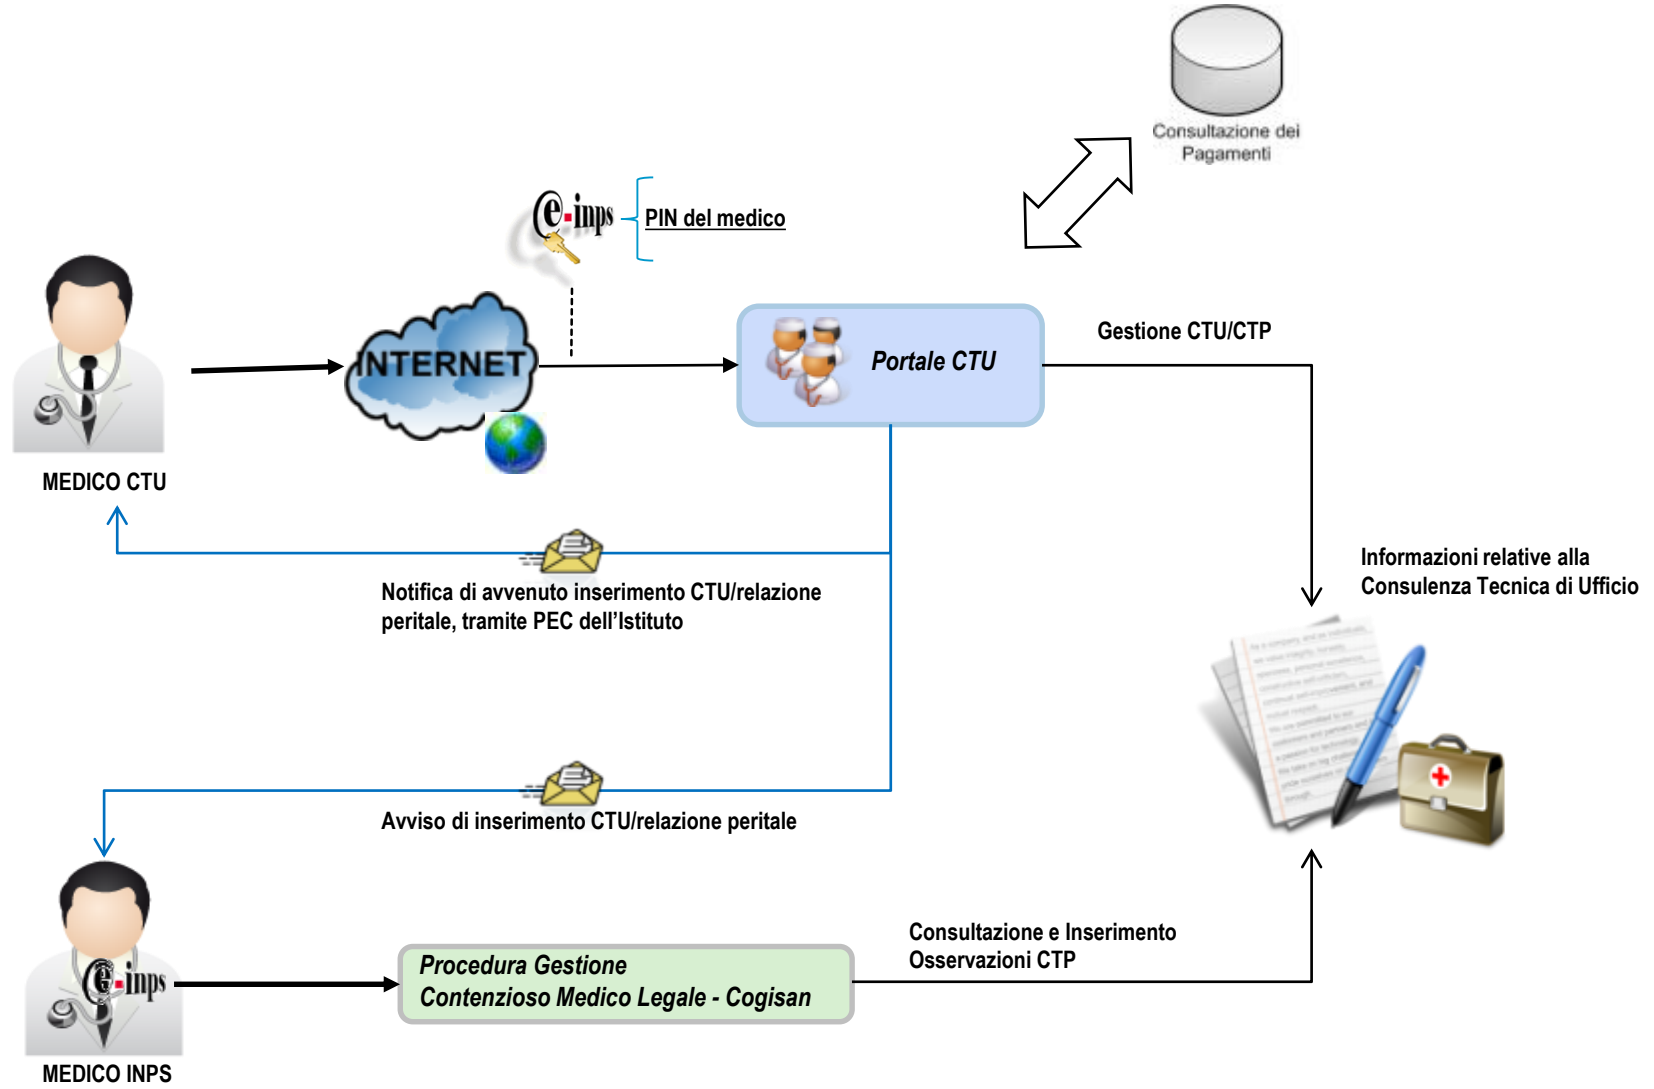 Consultazione dei
Pagamenti
e-inps
PIN del medico
INTERNET
Portale CTU
Gestione CTU/CTP
MEDICO CTU
Notifica di avvenuto inserimento CTU/relazione
peritale, tramite PEC dell’Istituto
Informazioni relative alla
Consulenza Tecnica di Ufficio
Avviso di inserimento CTU/relazione peritale
Consultazione e Inserimento
Osservazioni CTP
e-inps
Procedura Gestione
Contenzioso Medico Legale - Cogisan
MEDICO INPS